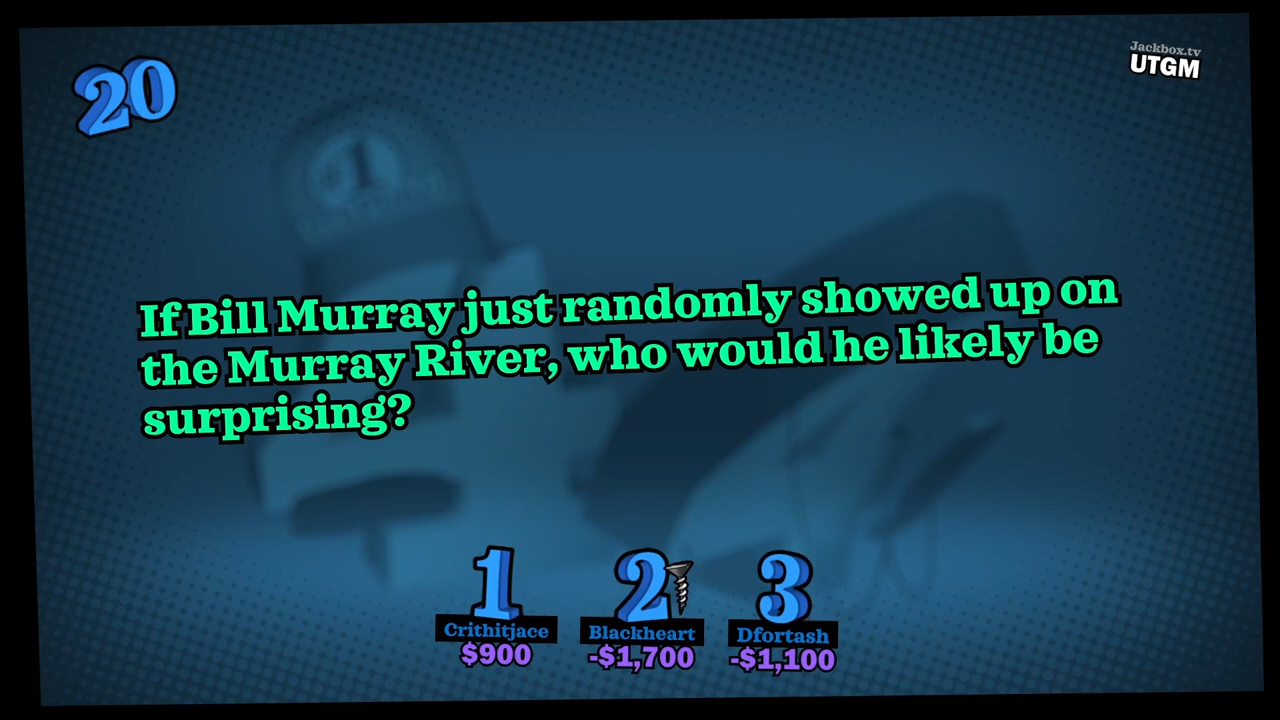 20
Jackbox.tv
UTGM
#1
If Bill Murray just randomly showed up on
the Murray River, who would he likely be
surprising?
1
2
3
Crithitjace
Blackheart
Dfortash
$900
-$1,700
-$1,100